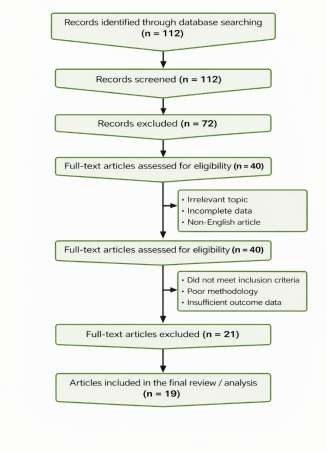 Records identified through database searching
(n = 112)
Records screened (n = 112)
Records excluded (n = 72)
Full-text articles assessed for eligibility (n = 40)
• Irrelevant topic
• Incomplete data
• Non-English article
Full-text articles assessed for eligibility (n = 40)
• Did not meet inclusion criteria
• Poor methodology
• Insufficient outcome data
Full-text articles excluded (n = 21)
Articles included in the final review / analysis
(n = 19)